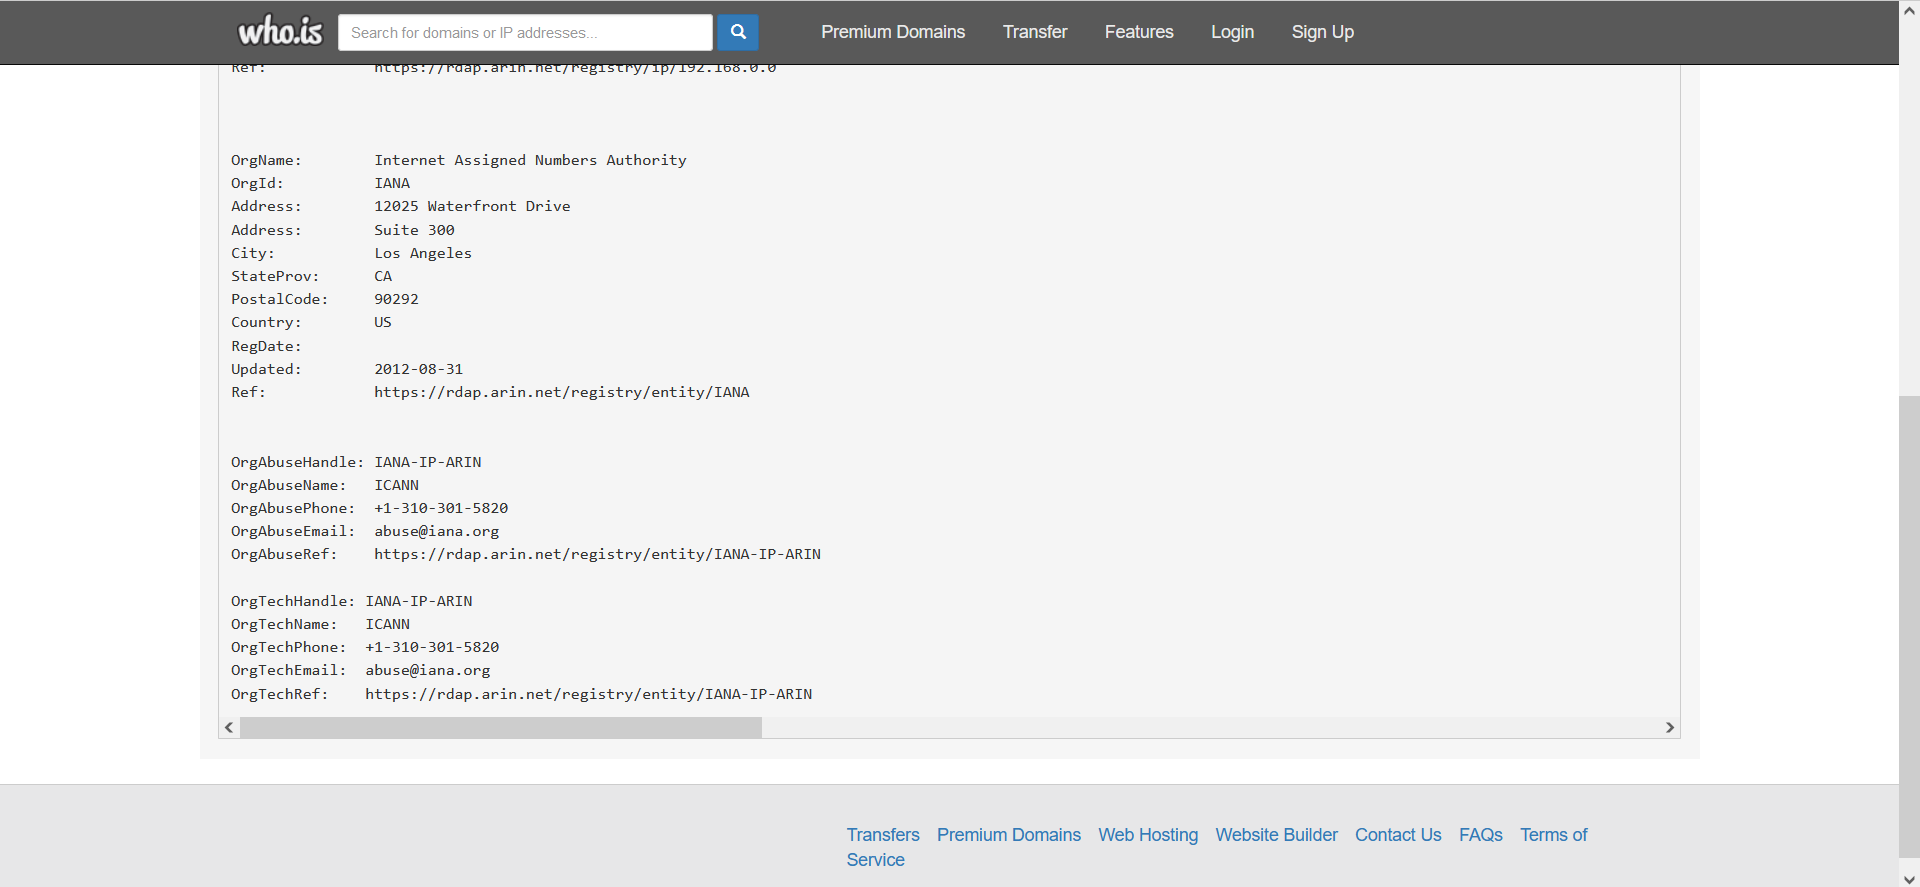 who.is Search for domains or IP addresses... Premium Domains Transfer Features Login Sign Up
Ref: https://rdap.arin.net/registry/ip/192.168.0.0
OrgName: Internet Assigned Numbers Authority
OrgId: IANA
Address: 12025 Waterfront Drive
Address: Suite 300
City: Los Angeles
StateProv: CA
PostalCode: 90292
Country: US
RegDate:
Updated: 2012-08-31
Ref: https://rdap.arin.net/registry/entity/IANA
OrgAbuseHandle: IANA-IP-ARIN
OrgAbuseName: ICANN
OrgAbusePhone: +1-310-301-5820
OrgAbuseEmail: abuse@iana.org
OrgAbuseRef: https://rdap.arin.net/registry/entity/IANA-IP-ARIN
OrgTechHandle: IANA-IP-ARIN
OrgTechName: ICANN
OrgTechPhone: +1-310-301-5820
OrgTechEmail: abuse@iana.org
OrgTechRef: https://rdap.arin.net/registry/entity/IANA-IP-ARIN
Transfers Premium Domains Web Hosting Website Builder Contact Us FAQs Terms of
Service